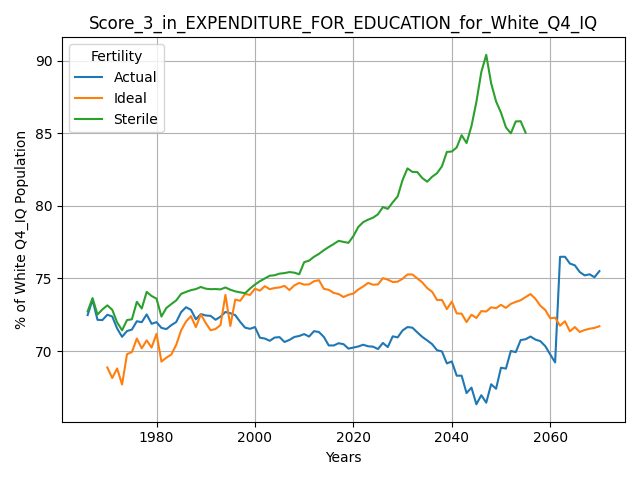 Score_3_in_EXPENDITURE_FOR_EDUCATION_for_White_Q4_IQ
Fertility
Actual
Ideal
Sterile
% of White Q4_IQ Population
90
85
80
75
70
1980 2000 2020 2040 2060
Years